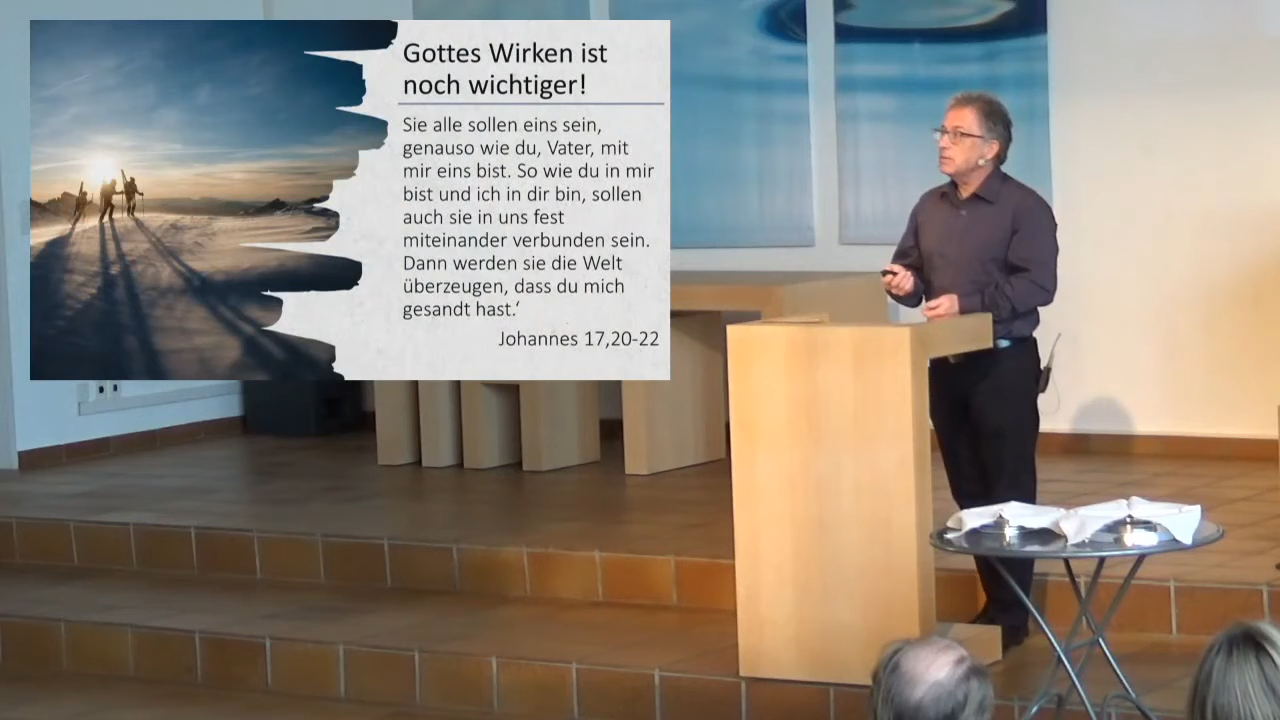 Gottes Wirken ist
noch wichtiger!
Sie alle sollen eins sein,
genauso wie du, Vater, mit
mir eins bist. So wie du in mir
bist und ich in dir bin, sollen
auch sie in uns fest
miteinander verbunden sein.
Dann werden sie die Welt
überzeugen, dass du mich
gesandt hast.‘
Johannes 17,20-22